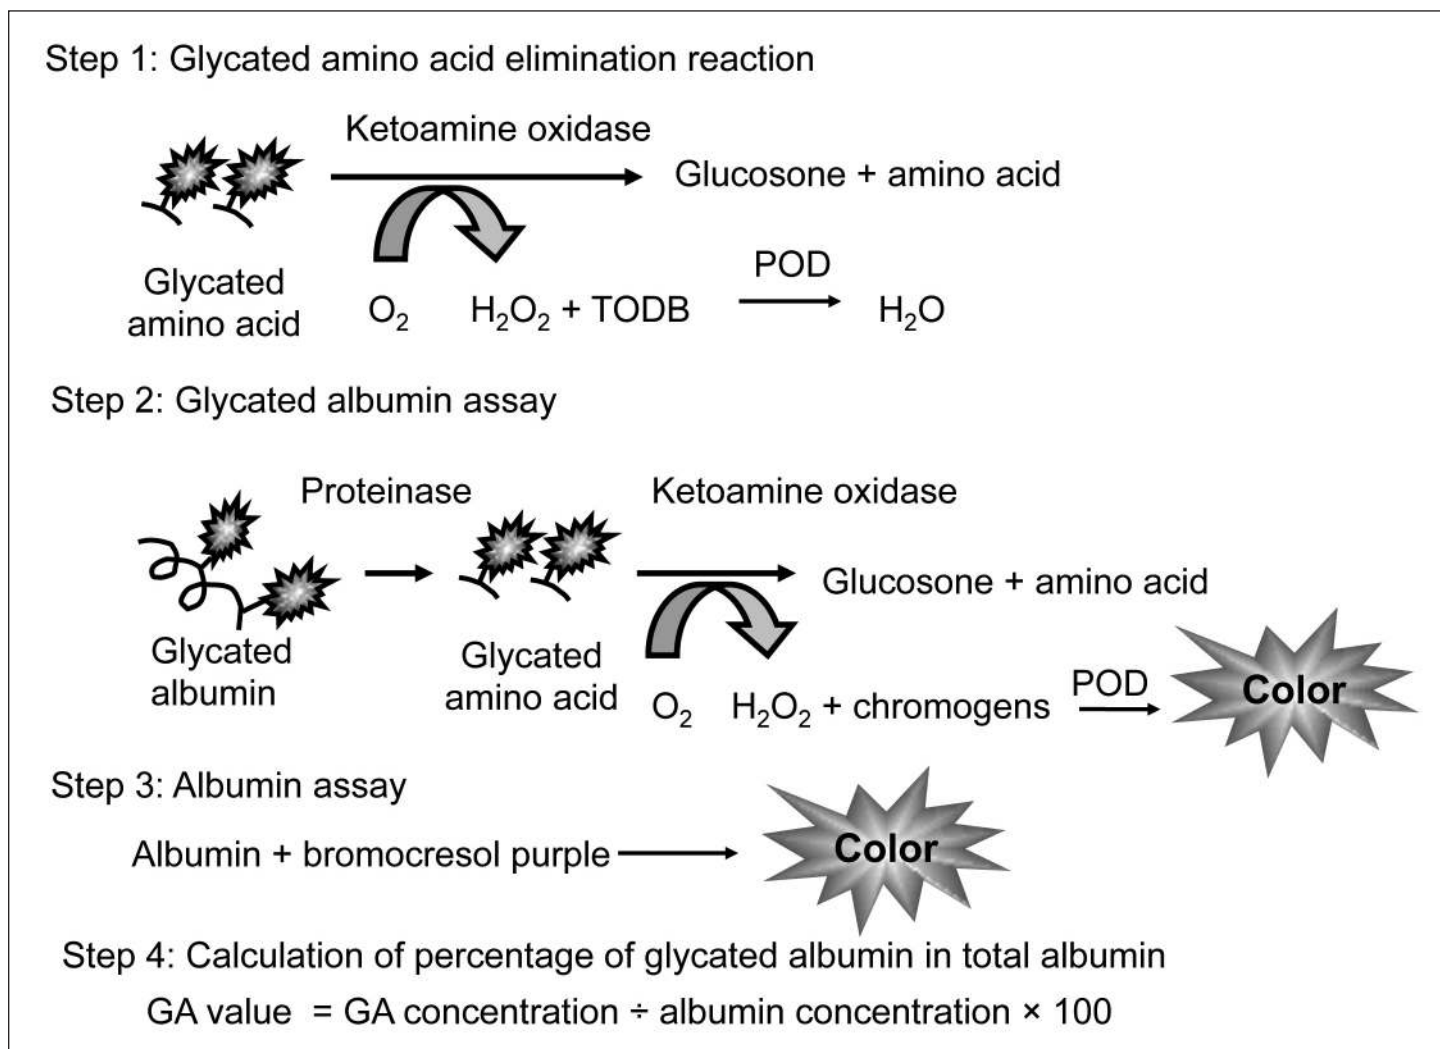 Step 1: Glycated amino acid elimination reaction
Ketoamine oxidase
Glucosone + amino acid
Glycated
amino acid
O₂
H₂O₂ + TODB
POD
H₂O
Step 2: Glycated albumin assay
Proteinase
Ketoamine oxidase
Glucosone + amino acid
Glycated
albumin
Glycated
amino acid
O₂
H₂O₂ + chromogens
POD
Color
Step 3: Albumin assay
Albumin + bromocresol purple
Color
Step 4: Calculation of percentage of glycated albumin in total albumin
GA value = GA concentration ÷ albumin concentration × 100